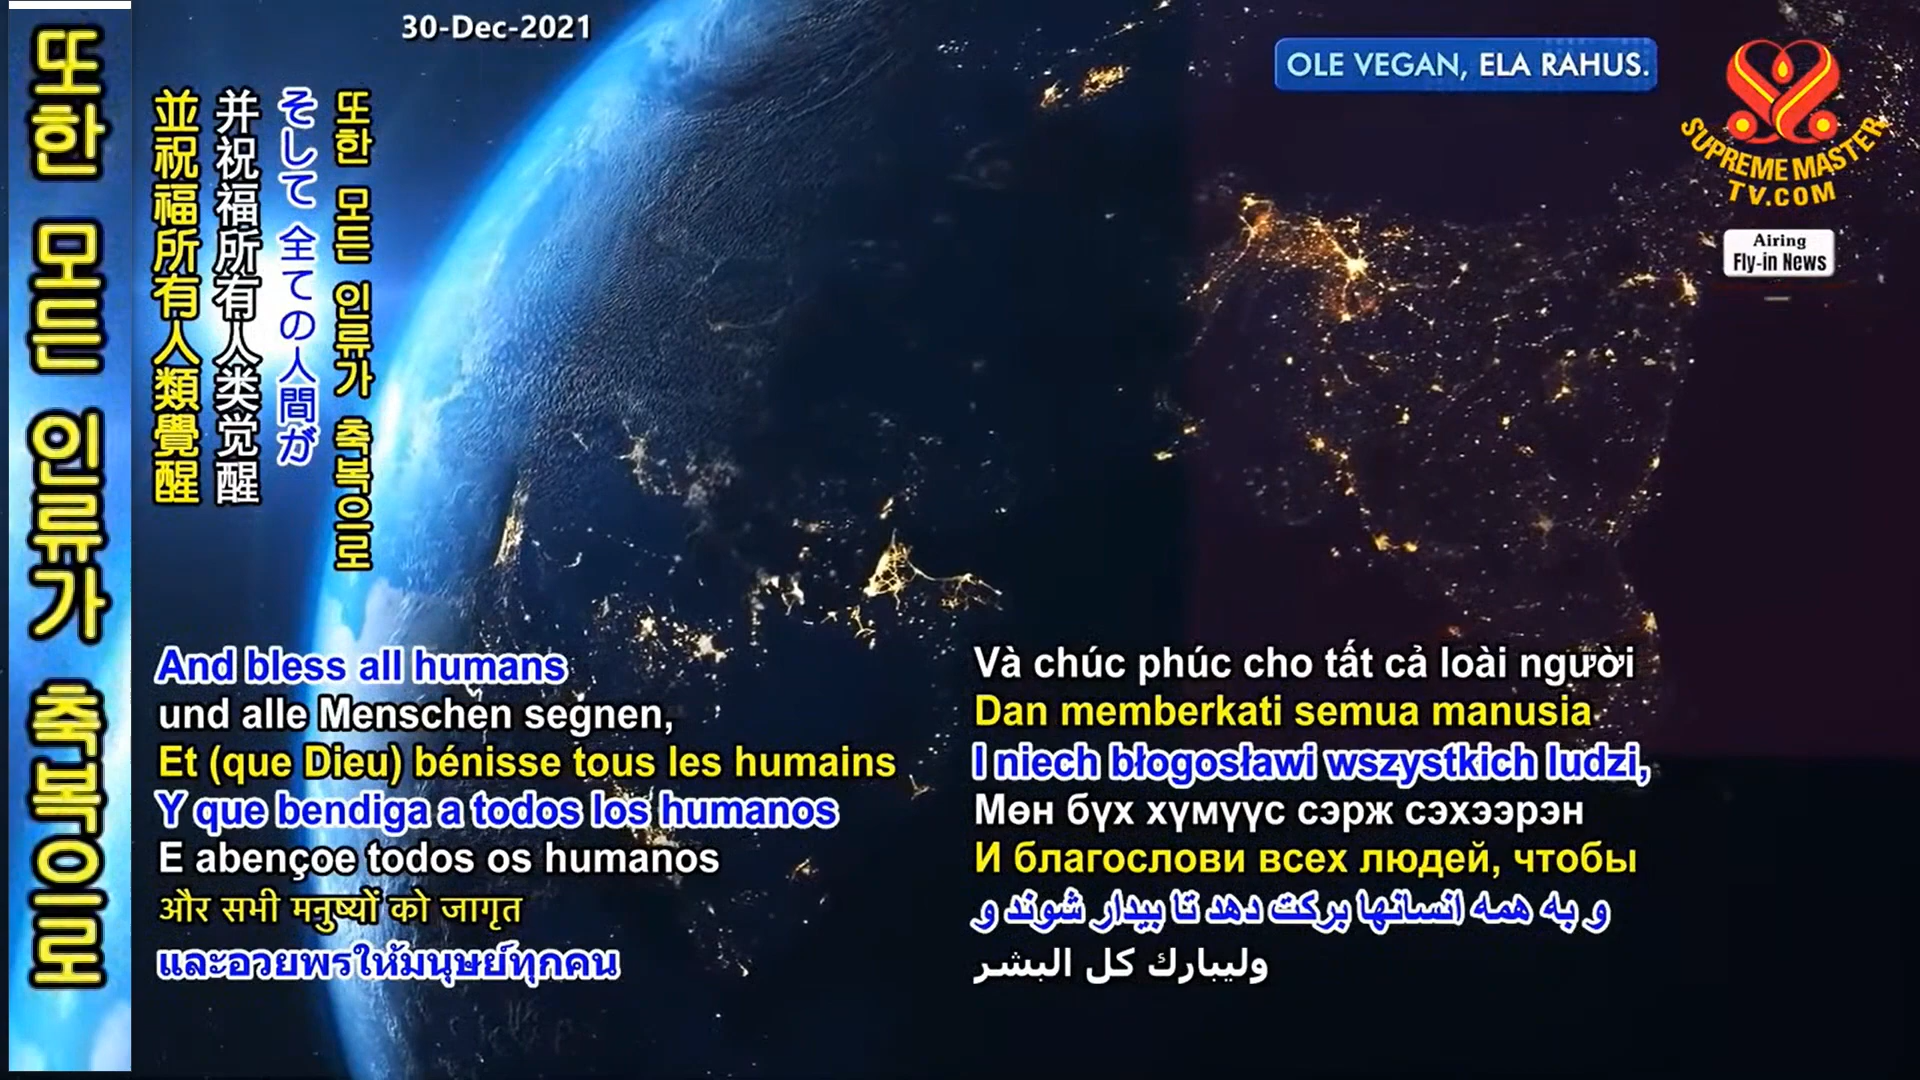 또한 모든 인류가 축복으로
30-Dec-2021
OLE VEGAN, ELA RAHUS.
SUPREME MASTER
TV.COM
Airing
Fly-in News
並祝福所有人類覺醒
并祝福所有人类觉醒
そして 全ての人間が
또한 모든 인류가 축복으로
And bless all humans
und alle Menschen segnen,
Et (que Dieu) bénisse tous les humains
Y que bendiga a todos los humanos
E abençoe todos os humanos
और सभी मनुष्यों को जागृत
และอวยพรให้มนุษย์ทุกคน
Và chúc phúc cho tất cả loài người
Dan memberkati semua manusia
I niech błogosławi wszystkich ludzi,
Мөн бүх хүмүүс сэрж сэхээрэн
И благослови всех людей, чтобы
و به همه انسانها برکت دهد تا بیدار شوند و
وليبارك كل البشر